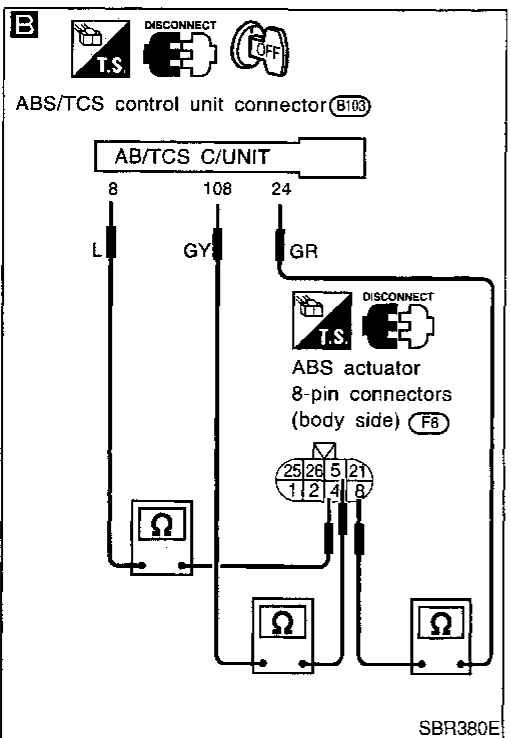 B
DISCONNECT
T.S.
OFF
ABS/TCS control unit connector B103
AB/TCS C/UNIT
8 108 24
L GY GR
DISCONNECT
T.S.
ABS actuator
8-pin connectors
(body side) F8
25 26 5 21
1 2 4 8
Ω
Ω Ω
SBR380E